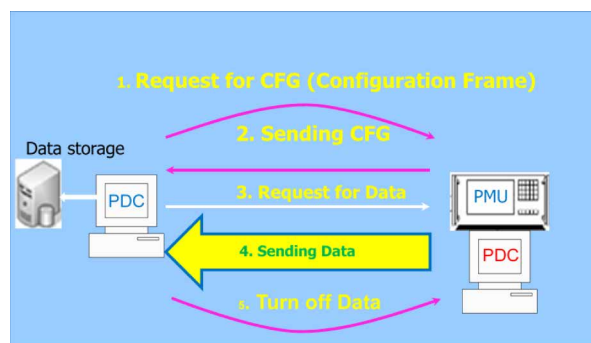 1. Request for CFG (Configuration Frame)
2. Sending CFG
Data storage
PDC
3. Request for Data
PMU
4. Sending Data
PDC
5. Turn off Data